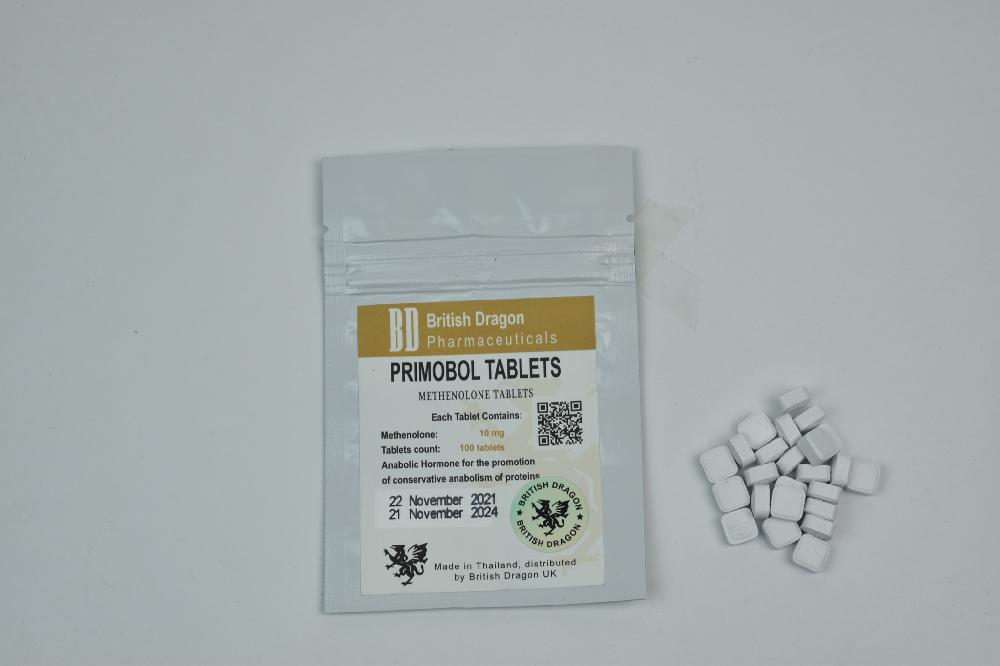 BD British Dragon
Pharmaceuticals
PRIMOBOL TABLETS
METHENOLONE TABLETS
Each Tablet Contains:
Methenolone: 10 mg
Tablets count: 100 tablets
Anabolic Hormone for the promotion
of conservative anabolism of proteins
22 November 2021
21 November 2024
BRITISH DRAGON
BRITISH DRAGON
Made in Thailand, distributed
by British Dragon UK
BD